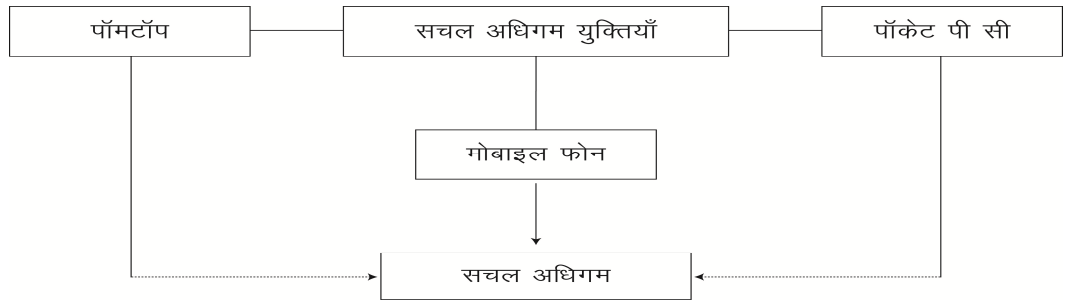 पॉमटॉप
सचल अधिगम युक्तियाँ
पॉकेट पी सी
गोबाइल फोन
सचल अधिगम